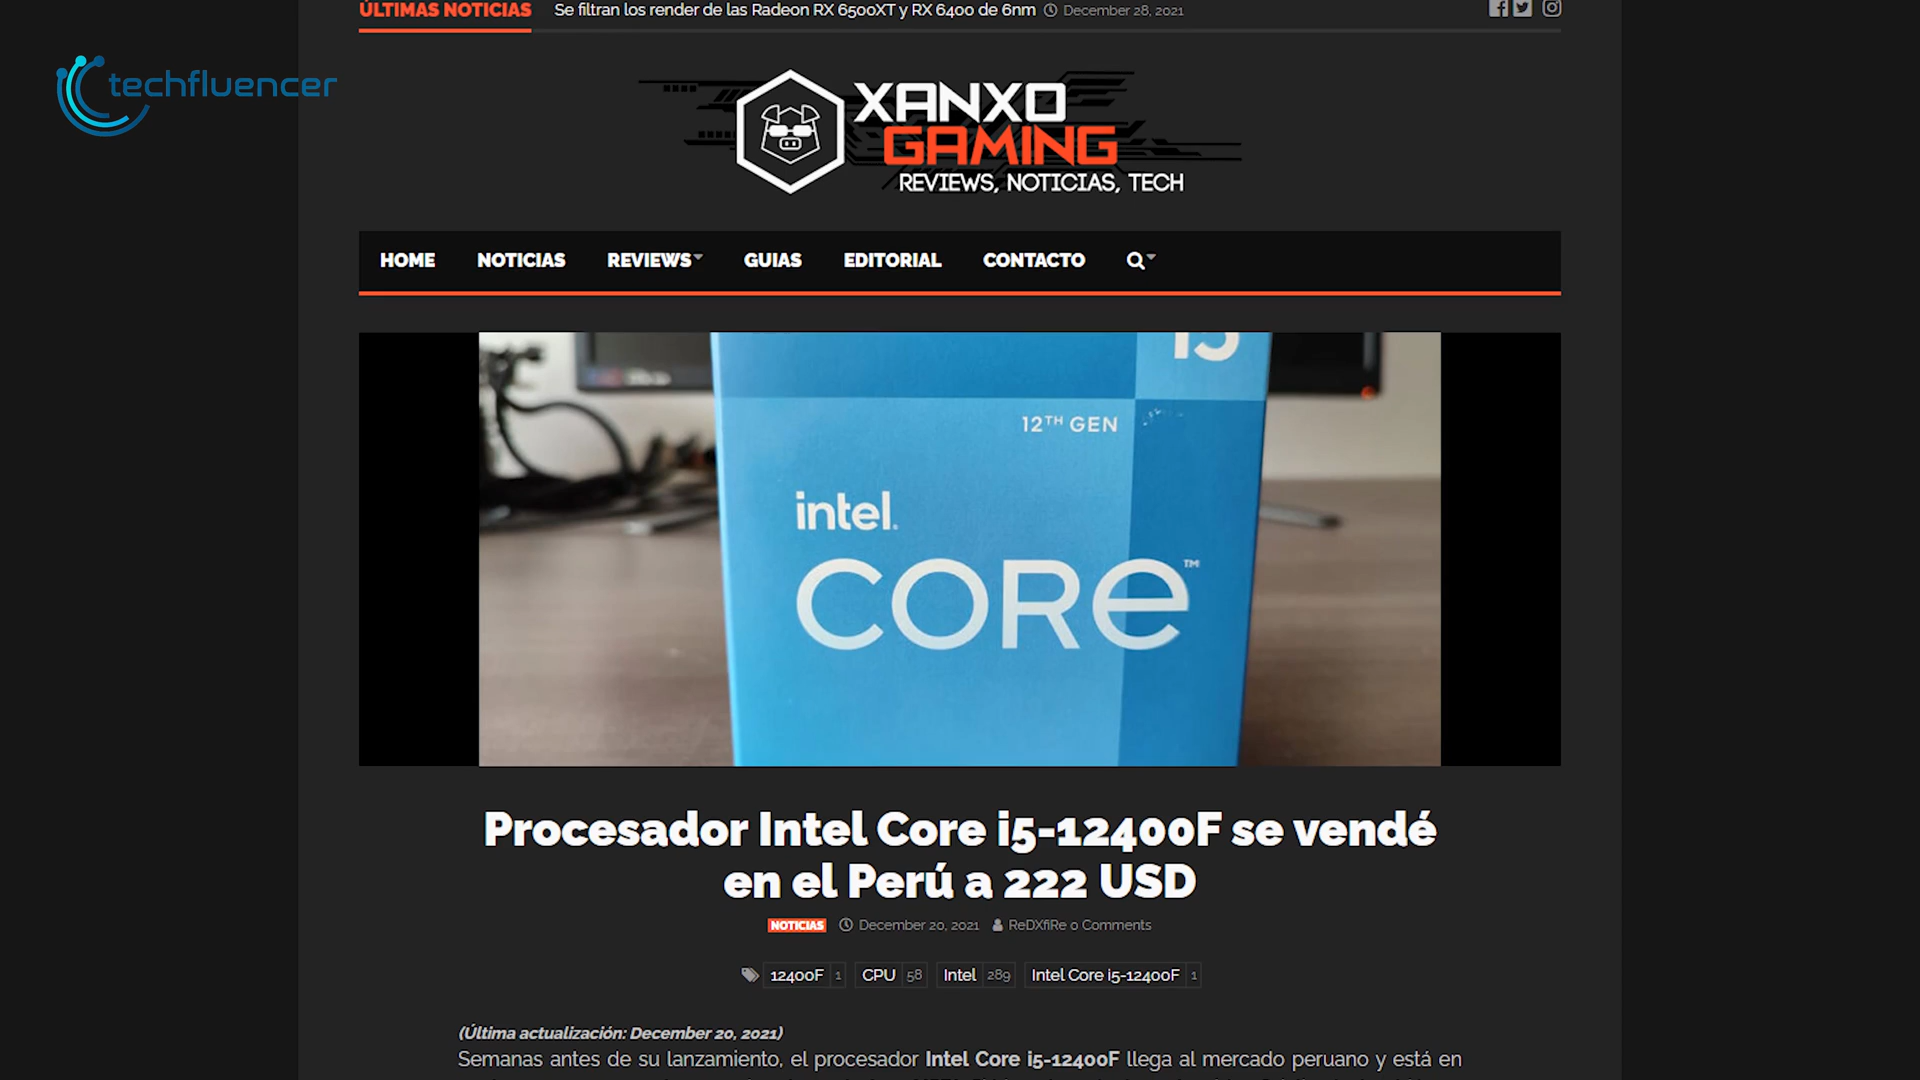 ÚLTIMAS NOTICIAS Se filtran los render de las Radeon RX 6500XT y RX 6400 de 6nm December 28, 2021
techfluencer
XANXO
GAMING
REVIEWS, NOTICIAS, TECH
HOME NOTICIAS REVIEWS GUIAS EDITORIAL CONTACTO
i5
12TH GEN
intel.
CORE™
Procesador Intel Core i5-12400F se vendé
en el Perú a 222 USD
NOTICIAS December 20, 2021 ReDXfiRe 0 Comments
12400F 1 CPU 58 Intel 289 Intel Core i5-12400F 1
(Última actualización: December 20, 2021)
Semanas antes de su lanzamiento, el procesador Intel Core i5-12400F llega al mercado peruano y está en